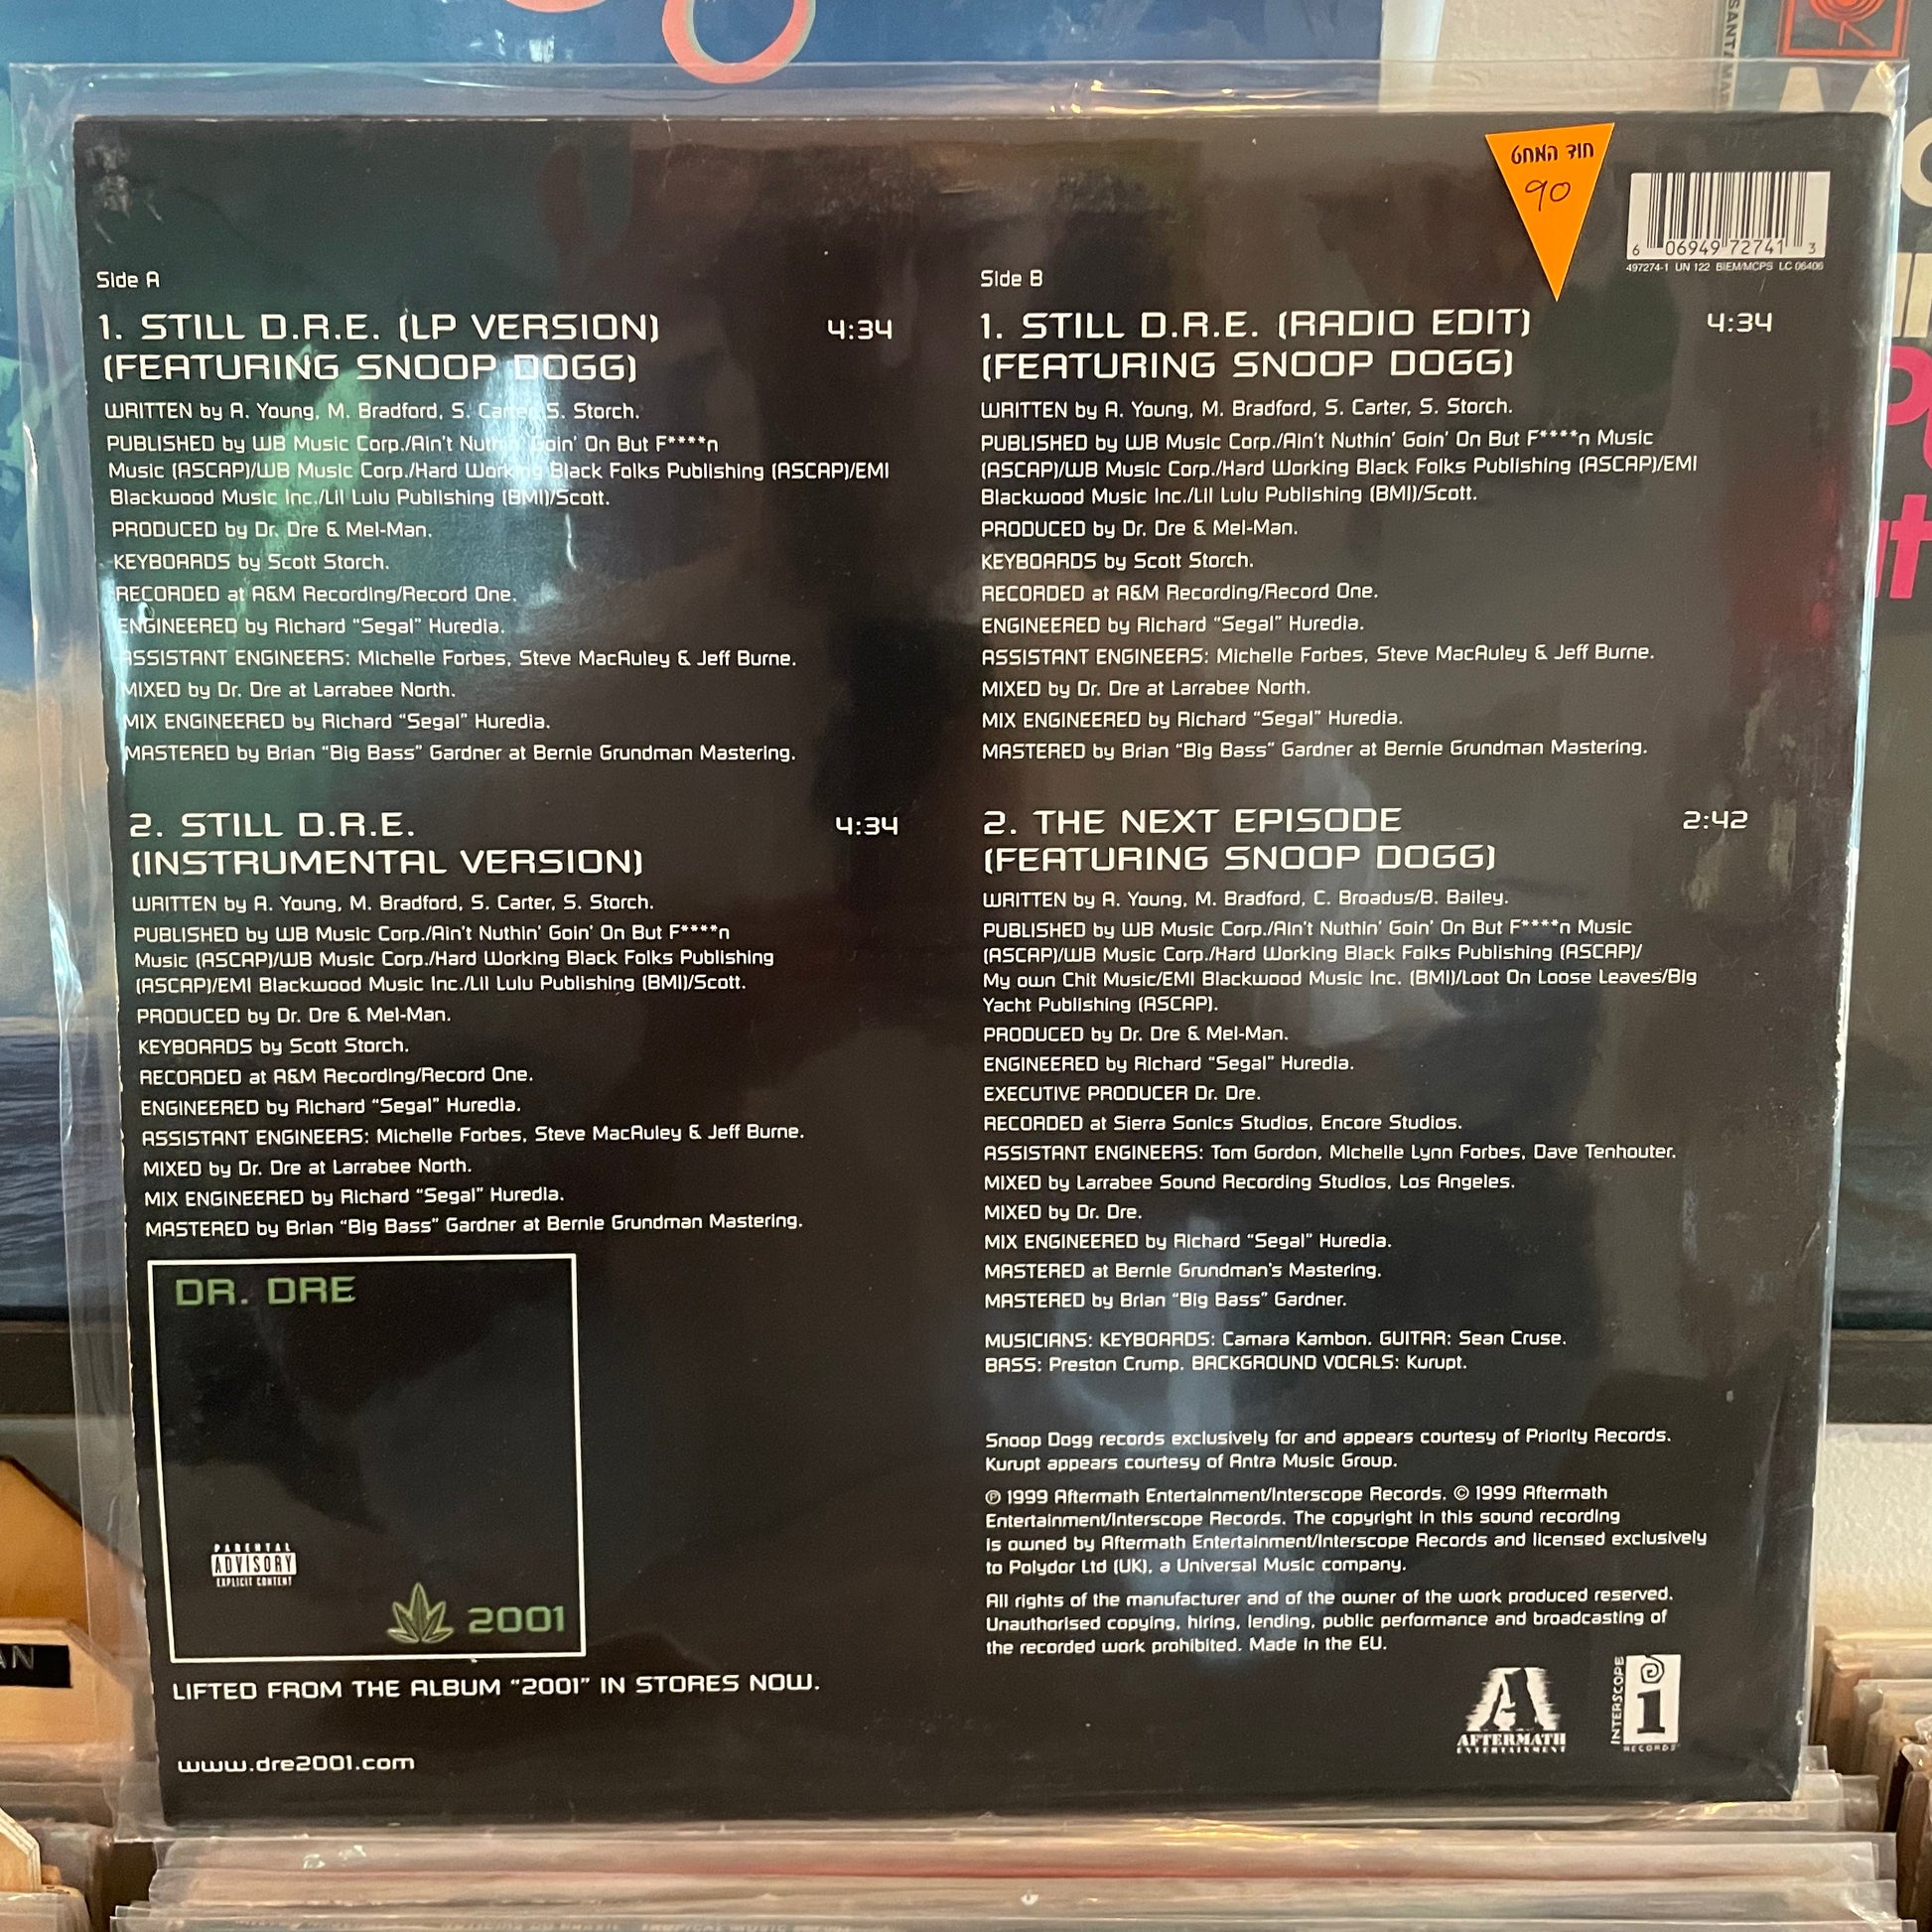 חוד המחט
90
6 06949 72741 3
497274-1 UN 122 BIEM/MCPS LC 06406
Side A
1. STILL D.R.E. (LP VERSION) 4:34
(FEATURING SNOOP DOGG)
WRITTEN by A. Young, M. Bradford, S. Carter, S. Storch.
PUBLISHED by WB Music Corp./Ain't Nuthin' Goin' On But F****n
Music (ASCAP)/WB Music Corp./Hard Working Black Folks Publishing (ASCAP)/EMI
Blackwood Music Inc./Lil Lulu Publishing (BMI)/Scott.
PRODUCED by Dr. Dre & Mel-Man.
KEYBOARDS by Scott Storch.
RECORDED at A&M Recording/Record One.
ENGINEERED by Richard "Segal" Huredia.
ASSISTANT ENGINEERS: Michelle Forbes, Steve MacAuley & Jeff Burne.
MIXED by Dr. Dre at Larrabee North.
MIX ENGINEERED by Richard "Segal" Huredia.
MASTERED by Brian "Big Bass" Gardner at Bernie Grundman Mastering.
2. STILL D.R.E. 4:34
(INSTRUMENTAL VERSION)
WRITTEN by A. Young, M. Bradford, S. Carter, S. Storch.
PUBLISHED by WB Music Corp./Ain't Nuthin' Goin' On But F****n
Music (ASCAP)/WB Music Corp./Hard Working Black Folks Publishing
(ASCAP)/EMI Blackwood Music Inc./Lil Lulu Publishing (BMI)/Scott.
PRODUCED by Dr. Dre & Mel-Man.
KEYBOARDS by Scott Storch.
RECORDED at A&M Recording/Record One.
ENGINEERED by Richard "Segal" Huredia.
ASSISTANT ENGINEERS: Michelle Forbes, Steve MacAuley & Jeff Burne.
MIXED by Dr. Dre at Larrabee North.
MIX ENGINEERED by Richard "Segal" Huredia.
MASTERED by Brian "Big Bass" Gardner at Bernie Grundman Mastering.
DR. DRE
PARENTAL
ADVISORY
EXPLICIT CONTENT
2001
LIFTED FROM THE ALBUM "2001" IN STORES NOW.
www.dre2001.com
Side B
1. STILL D.R.E. (RADIO EDIT) 4:34
(FEATURING SNOOP DOGG)
WRITTEN by A. Young, M. Bradford, S. Carter, S. Storch.
PUBLISHED by WB Music Corp./Ain't Nuthin' Goin' On But F****n Music
(ASCAP)/WB Music Corp./Hard Working Black Folks Publishing (ASCAP)/EMI
Blackwood Music Inc./Lil Lulu Publishing (BMI)/Scott.
PRODUCED by Dr. Dre & Mel-Man.
KEYBOARDS by Scott Storch.
RECORDED at A&M Recording/Record One.
ENGINEERED by Richard "Segal" Huredia.
ASSISTANT ENGINEERS: Michelle Forbes, Steve MacAuley & Jeff Burne.
MIXED by Dr. Dre at Larrabee North.
MIX ENGINEERED by Richard "Segal" Huredia.
MASTERED by Brian "Big Bass" Gardner at Bernie Grundman Mastering.
2. THE NEXT EPISODE 2:42
(FEATURING SNOOP DOGG)
WRITTEN by A. Young, M. Bradford, C. Broadus/B. Bailey.
PUBLISHED by WB Music Corp./Ain't Nuthin' Goin' On But F****n Music
(ASCAP)/WB Music Corp./Hard Working Black Folks Publishing (ASCAP)/
My own Chit Music/EMI Blackwood Music Inc. (BMI)/Loot On Loose Leaves/Big
Yacht Publishing (ASCAP).
PRODUCED by Dr. Dre & Mel-Man.
ENGINEERED by Richard "Segal" Huredia.
EXECUTIVE PRODUCER Dr. Dre.
RECORDED at Sierra Sonics Studios, Encore Studios.
ASSISTANT ENGINEERS: Tom Gordon, Michelle Lynn Forbes, Dave Tenhouter.
MIXED by Larrabee Sound Recording Studios, Los Angeles.
MIXED by Dr. Dre.
MIX ENGINEERED by Richard "Segal" Huredia.
MASTERED at Bernie Grundman's Mastering.
MASTERED by Brian "Big Bass" Gardner.
MUSICIANS: KEYBOARDS: Camara Kambon. GUITAR: Sean Cruse.
BASS: Preston Crump. BACKGROUND VOCALS: Kurupt.
Snoop Dogg records exclusively for and appears courtesy of Priority Records.
Kurupt appears courtesy of Antra Music Group.
℗ 1999 Aftermath Entertainment/Interscope Records. © 1999 Aftermath
Entertainment/Interscope Records. The copyright in this sound recording
is owned by Aftermath Entertainment/Interscope Records and licensed exclusively
to Polydor Ltd (UK), a Universal Music company.
All rights of the manufacturer and of the owner of the work produced reserved.
Unauthorised copying, hiring, lending, public performance and broadcasting of
the recorded work prohibited. Made in the EU.
A
AFTERMATH
ENTERTAINMENT
INTERSCOPE
i
RECORDS